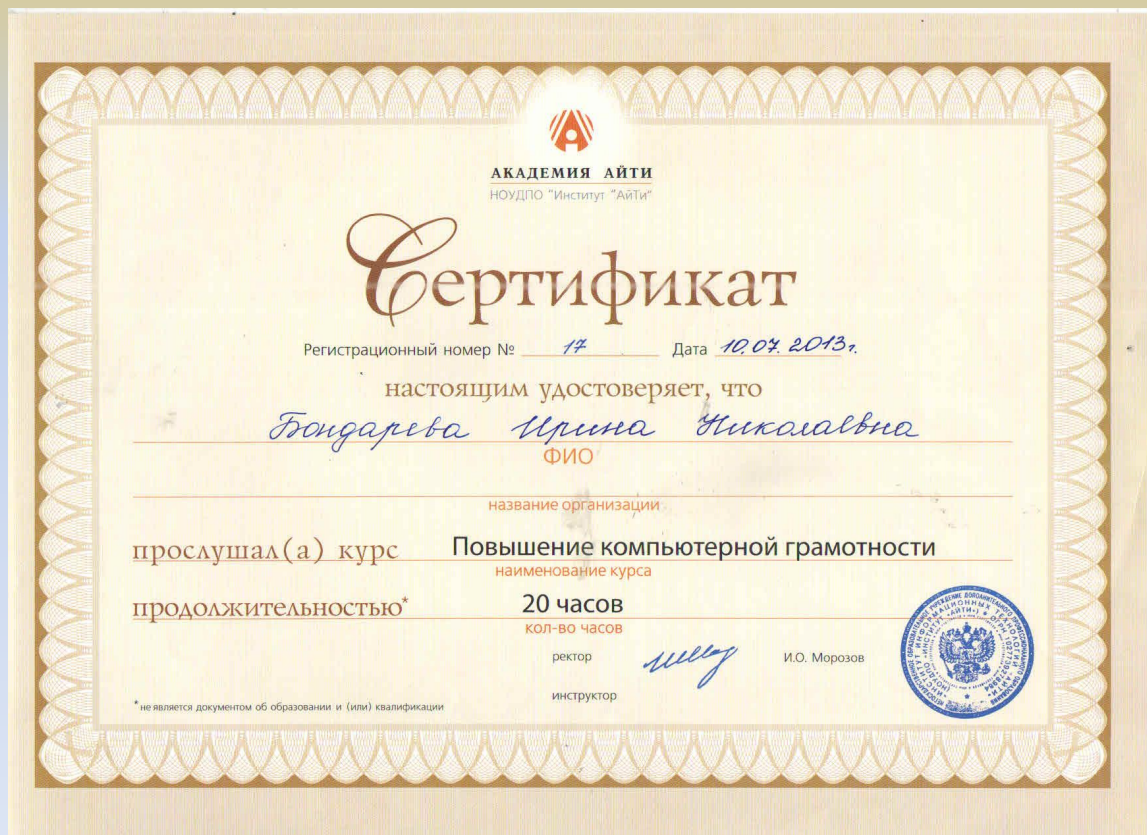 АКАДЕМИЯ АЙТИ
НОУДПО "Институт "АйТи"
Сертификат
Регистрационный номер № 17 Дата 10.07.2013г.
настоящим удостоверяет, что
Бондарева Ирина Николаевна
ФИО
название организации
прослушал(а) курс Повышение компьютерной грамотности
наименование курса
продолжительностью* 20 часов
кол-во часов
ректор И.О. Морозов
инструктор
*не является документом об образовании и (или) квалификации